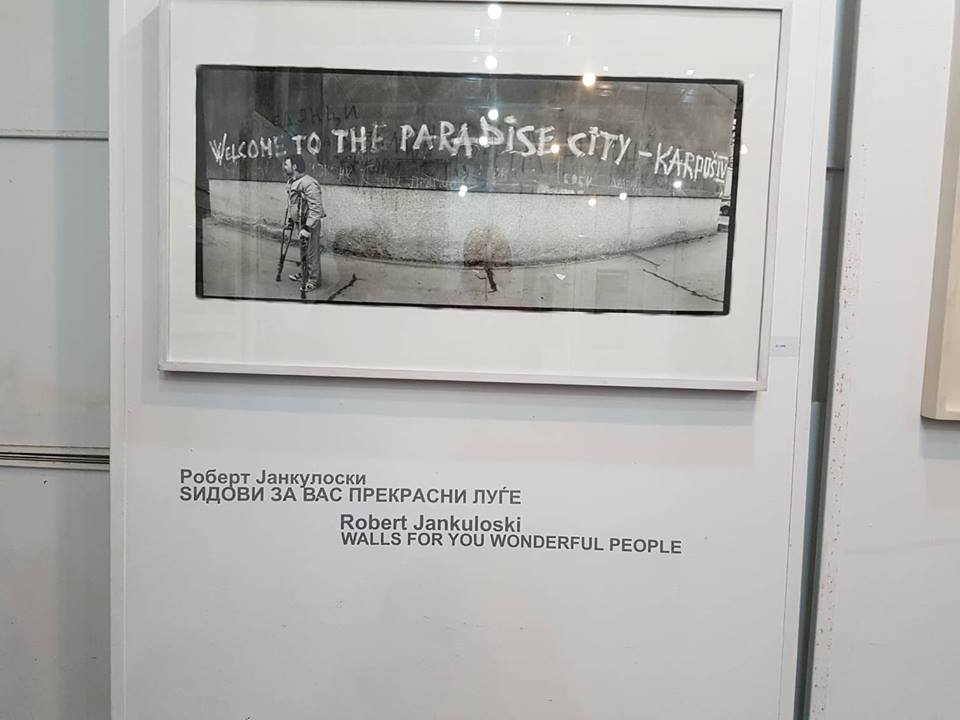 WELCOME TO THE PARADISE CITY - KARPOŠ IV
Роберт Јанкулоски
ЅИДОВИ ЗА ВАС ПРЕКРАСНИ ЛУЃЕ
Robert Jankuloski
WALLS FOR YOU WONDERFUL PEOPLE